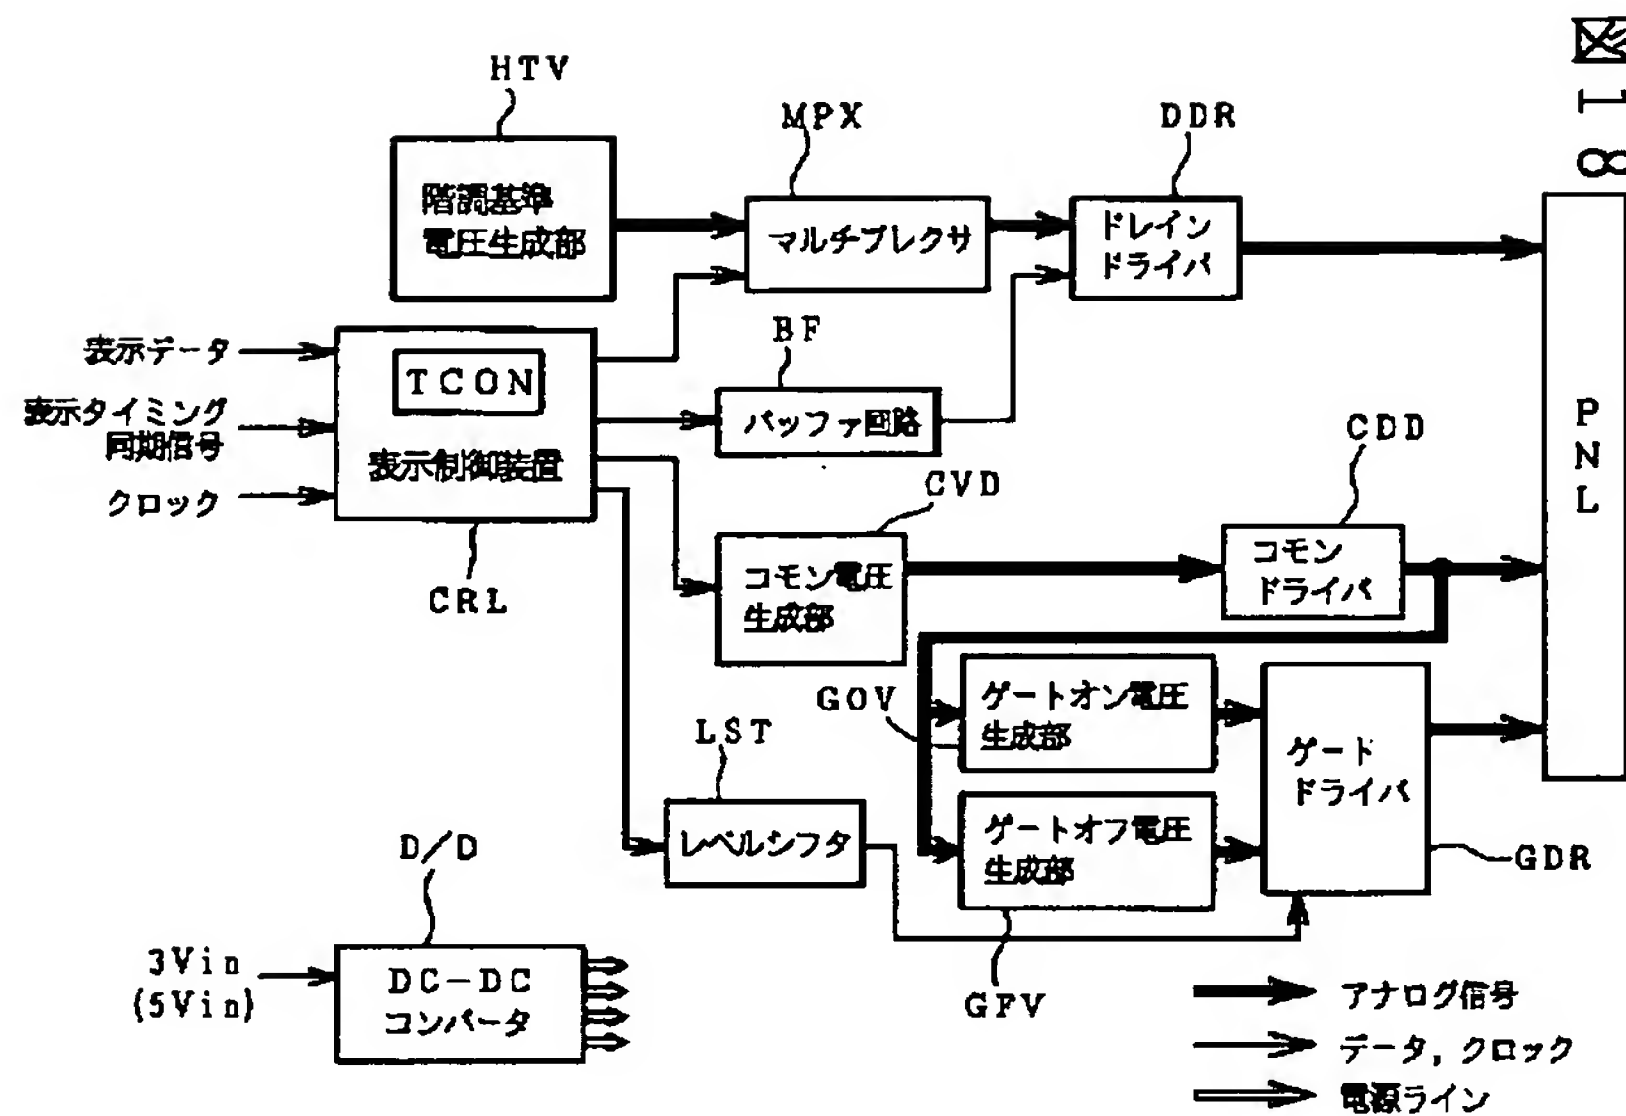 図18
HTV
階調基準
電圧生成部
MPX
マルチプレクサ
DDR
ドレイン
ドライバ
表示データ
表示タイミング
同期信号
クロック
TCON
表示制御装置
CRL
BF
バッファ回路
CVD
コモン電圧
生成部
CDD
コモン
ドライバ
PNL
GOV
ゲートオン電圧
生成部
LST
レベルシフタ
ゲートオフ電圧
生成部
GFV
ゲード
ドライバ
GDR
D/D
3Vin
(5Vin)
DC-DC
コンバータ
アナログ信号
データ,クロック
電源ライン